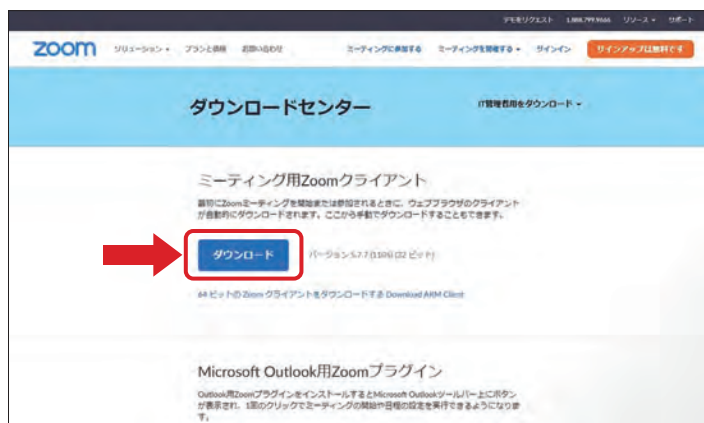 デモをリクエスト 1.888.799.9666 リソース サポート
zoom ソリューション プランと価格 お問い合わせ ミーティングに参加する ミーティングを開催する サインイン サインアップは無料です
ダウンロードセンター IT管理者用をダウンロード
ミーティング用Zoomクライアント
最初にZoomミーティングを開始または参加されるときに、ウェブブラウザのクライアント
が自動的にダウンロードされます。ここから手動でダウンロードすることもできます。
ダウンロード バージョン5.7.7 (1105) (32 ビット)
64 ビットの Zoom クライアントをダウンロードする Download ARM Client
Microsoft Outlook用Zoomプラグイン
Outlook用ZoomプラグインをインストールするとMicrosoft Outlookツールバー上にボタン
が表示され、1回のクリックでミーティングの開始や日程の設定を実行できるようになりま
す。